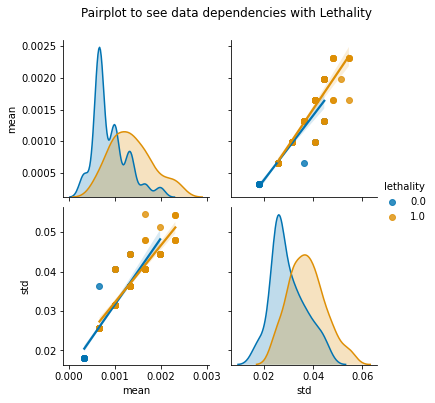 Pairplot to see data dependencies with Lethality
0.0025
0.0020
0.0015
0.0010
0.0005
mean
lethality
0.0
1.0
0.05
0.04
0.03
0.02
std
0.000 0.001 0.002 0.003
mean
0.02 0.04 0.06
std